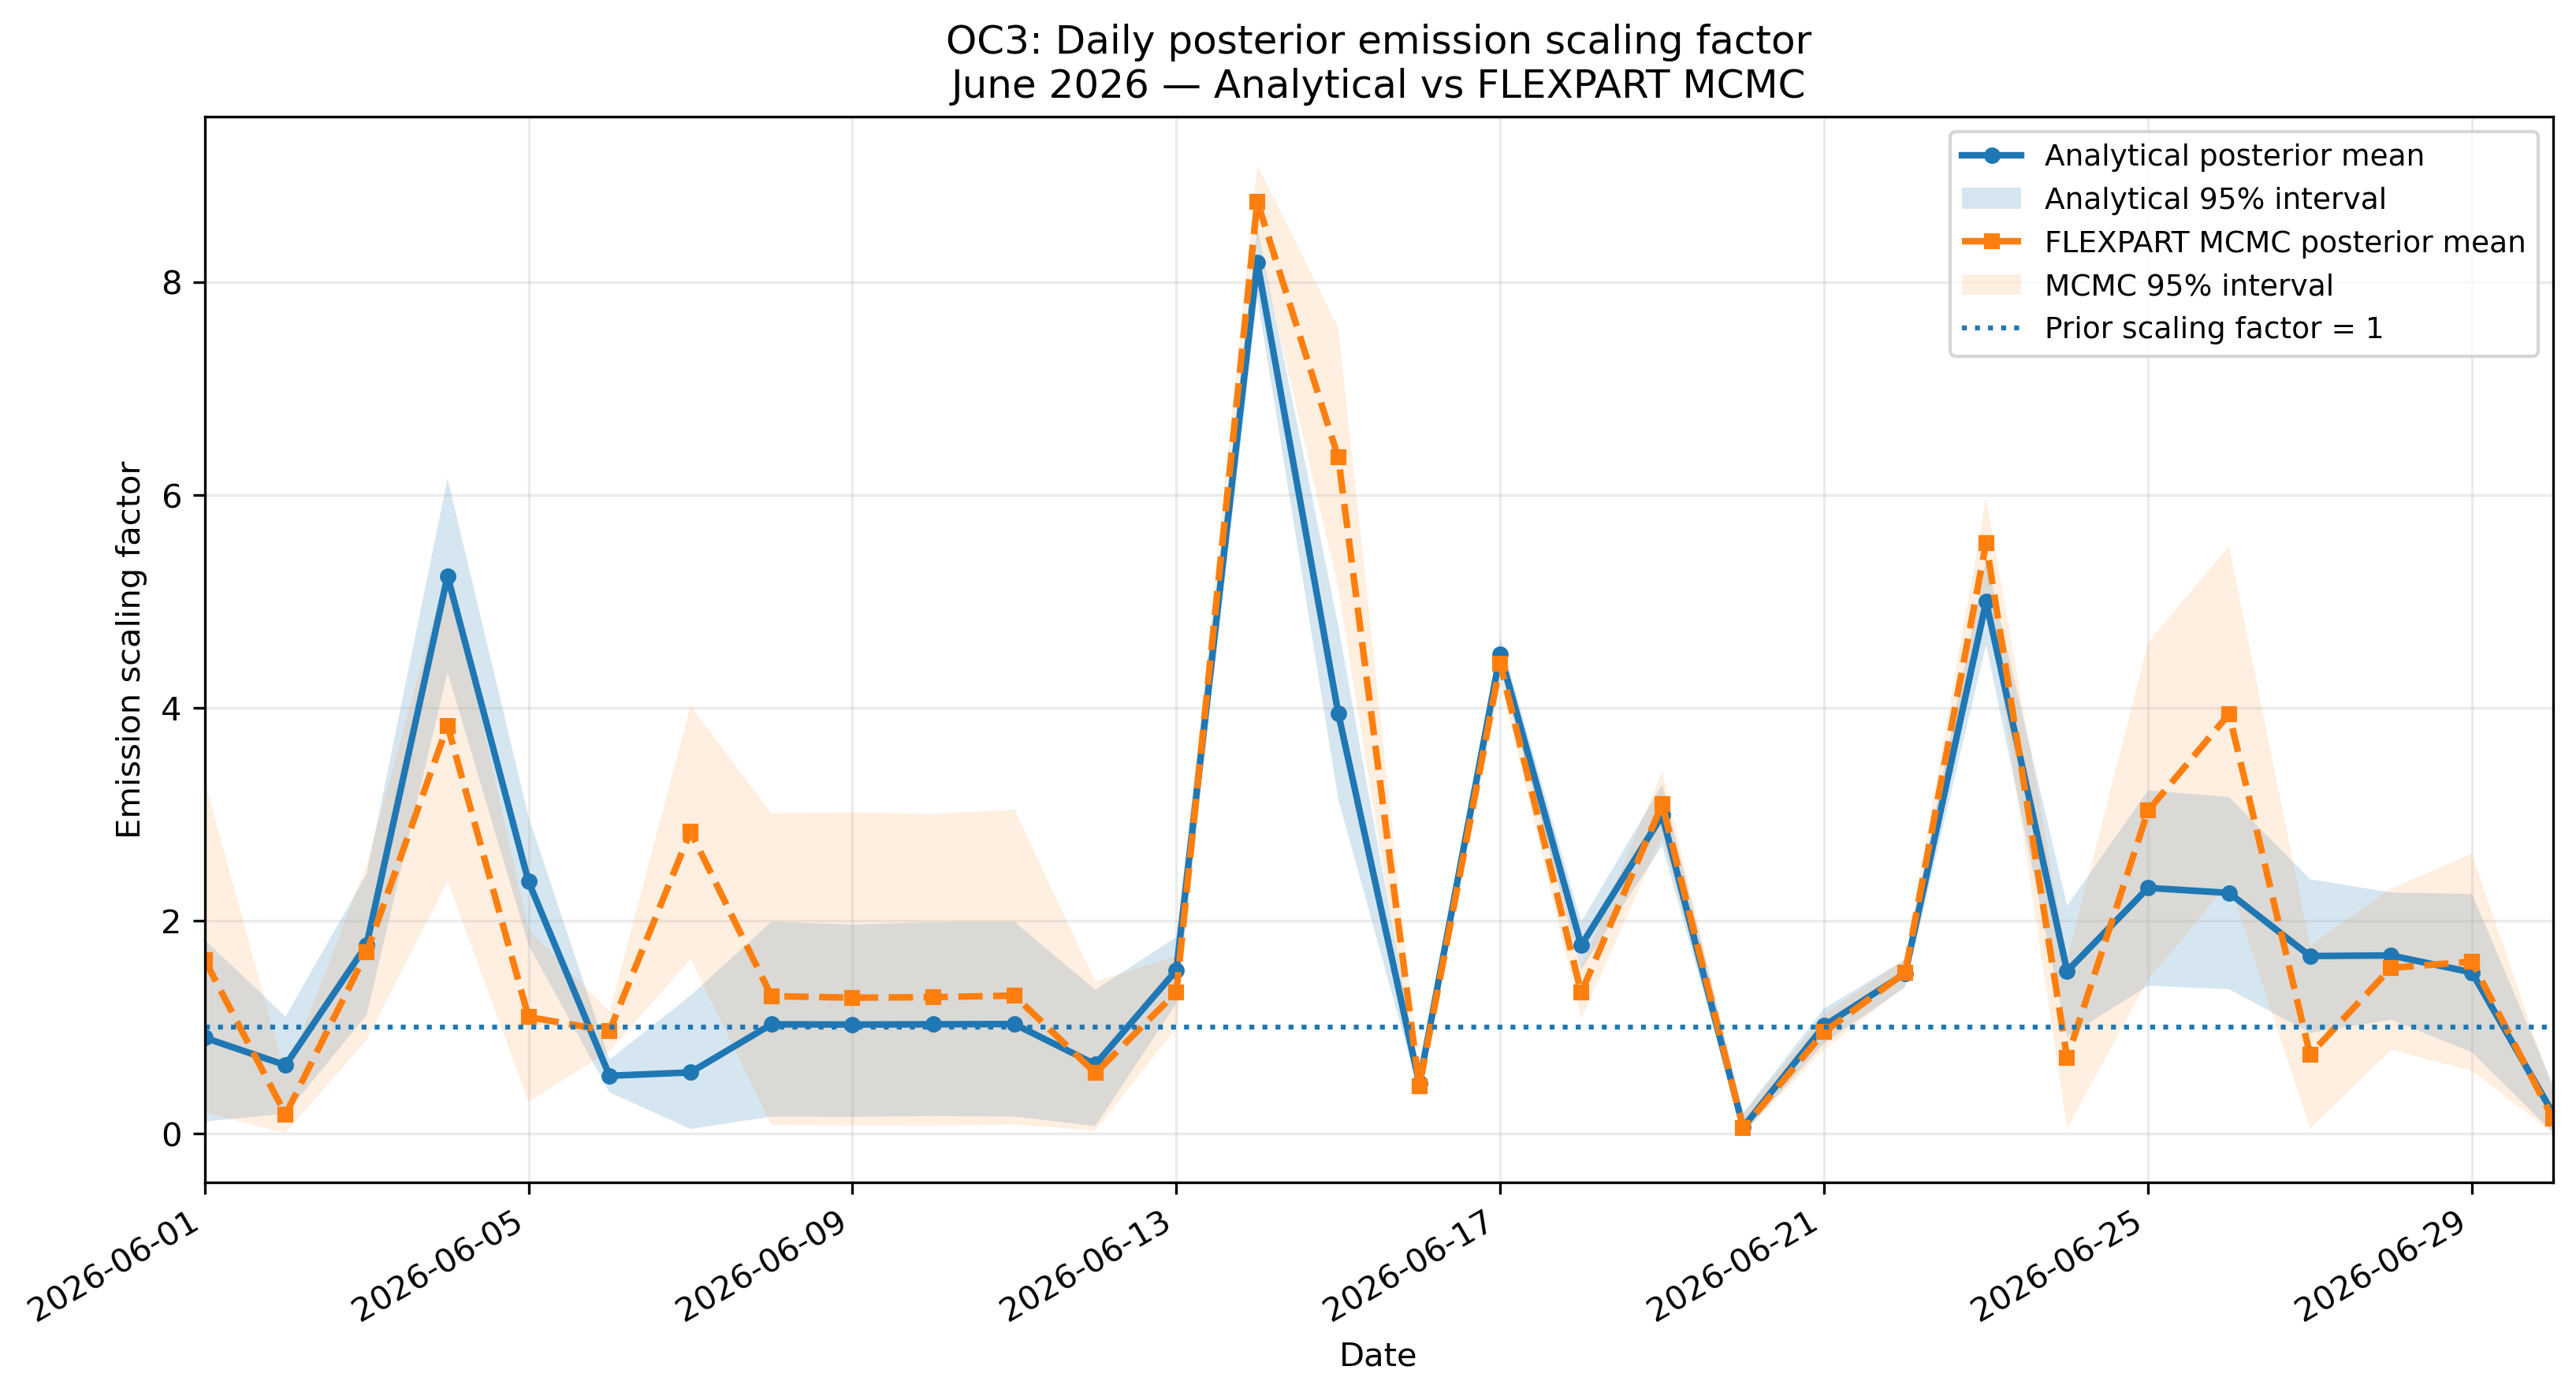 OC3: Daily posterior emission scaling factor
June 2026 — Analytical vs FLEXPART MCMC
Analytical posterior mean
Analytical 95% interval
FLEXPART MCMC posterior mean
MCMC 95% interval
Prior scaling factor = 1
Emission scaling factor
8
6
4
2
0
2026-06-01
2026-06-05
2026-06-09
2026-06-13
2026-06-17
2026-06-21
2026-06-25
2026-06-29
Date